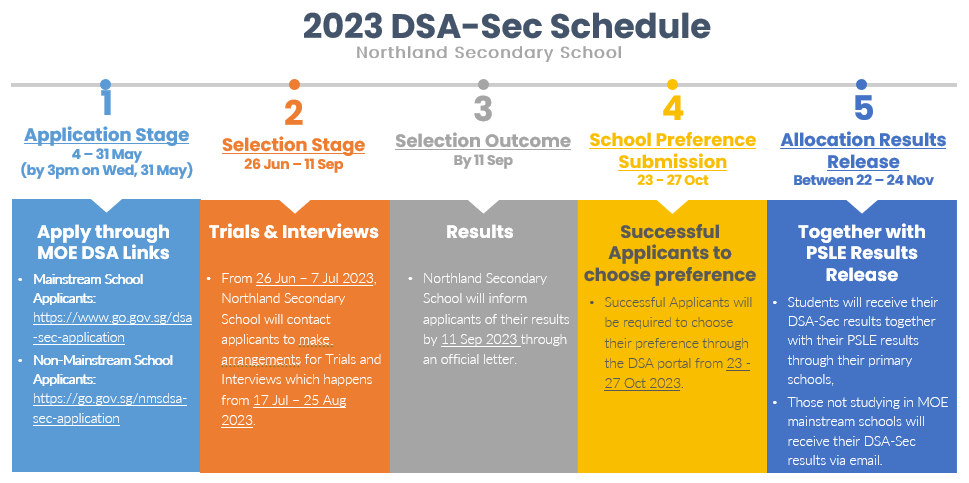 2023 DSA-Sec Schedule
Northland Secondary School
1
Application Stage
4 – 31 May
(by 3pm on Wed, 31 May)
Apply through
MOE DSA Links
• Mainstream School
Applicants:
https://www.go.gov.sg/dsa
-sec-application
• Non-Mainstream School
Applicants:
https://go.gov.sg/nmsdsa-
sec-application
2
Selection Stage
26 Jun – 11 Sep
Trials & Interviews
• From 26 Jun – 7 Jul 2023,
Northland Secondary
School will contact
applicants to make
arrangements for Trials and
Interviews which happens
from 17 Jul – 25 Aug
2023.
3
Selection Outcome
By 11 Sep
Results
• Northland Secondary
School will inform
applicants of their results
by 11 Sep 2023 through
an official letter.
4
School Preference
Submission
23 - 27 Oct
Successful
Applicants to
choose preference
• Successful Applicants will
be required to choose
their preference through
the DSA portal from 23 -
27 Oct 2023.
5
Allocation Results
Release
Between 22 – 24 Nov
Together with
PSLE Results
Release
• Students will receive their
DSA-Sec results together
with their PSLE results
through their primary
schools,
• Those not studying in MOE
mainstream schools will
receive their DSA-Sec
results via email.